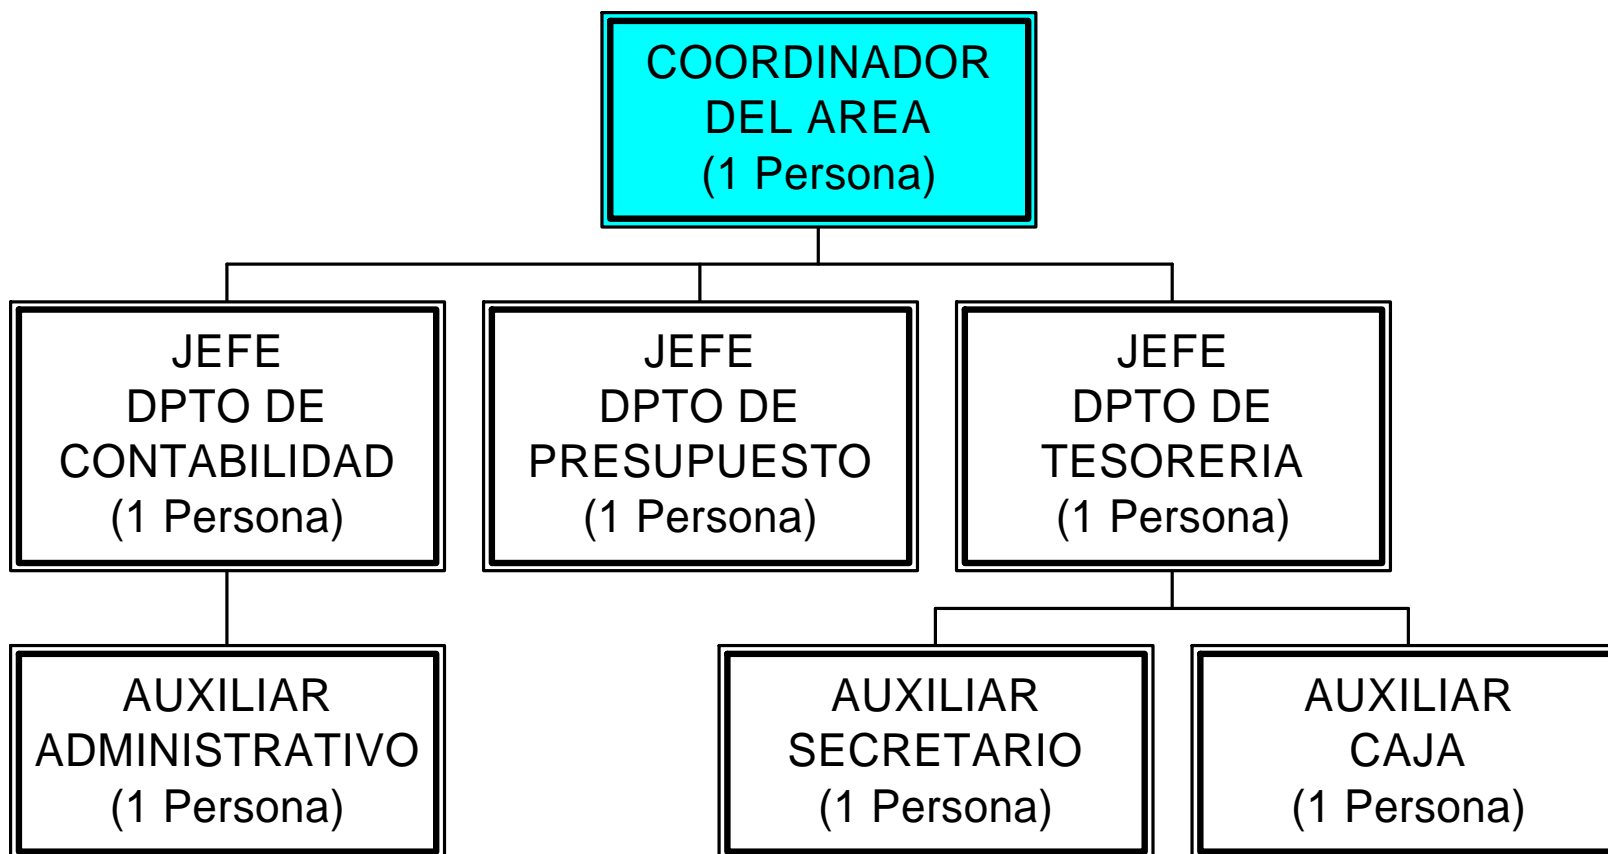 COORDINADOR
DEL AREA
(1 Persona)
JEFE
DPTO DE
CONTABILIDAD
(1 Persona)
JEFE
DPTO DE
PRESUPUESTO
(1 Persona)
JEFE
DPTO DE
TESORERIA
(1 Persona)
AUXILIAR
ADMINISTRATIVO
(1 Persona)
AUXILIAR
SECRETARIO
(1 Persona)
AUXILIAR
CAJA
(1 Persona)